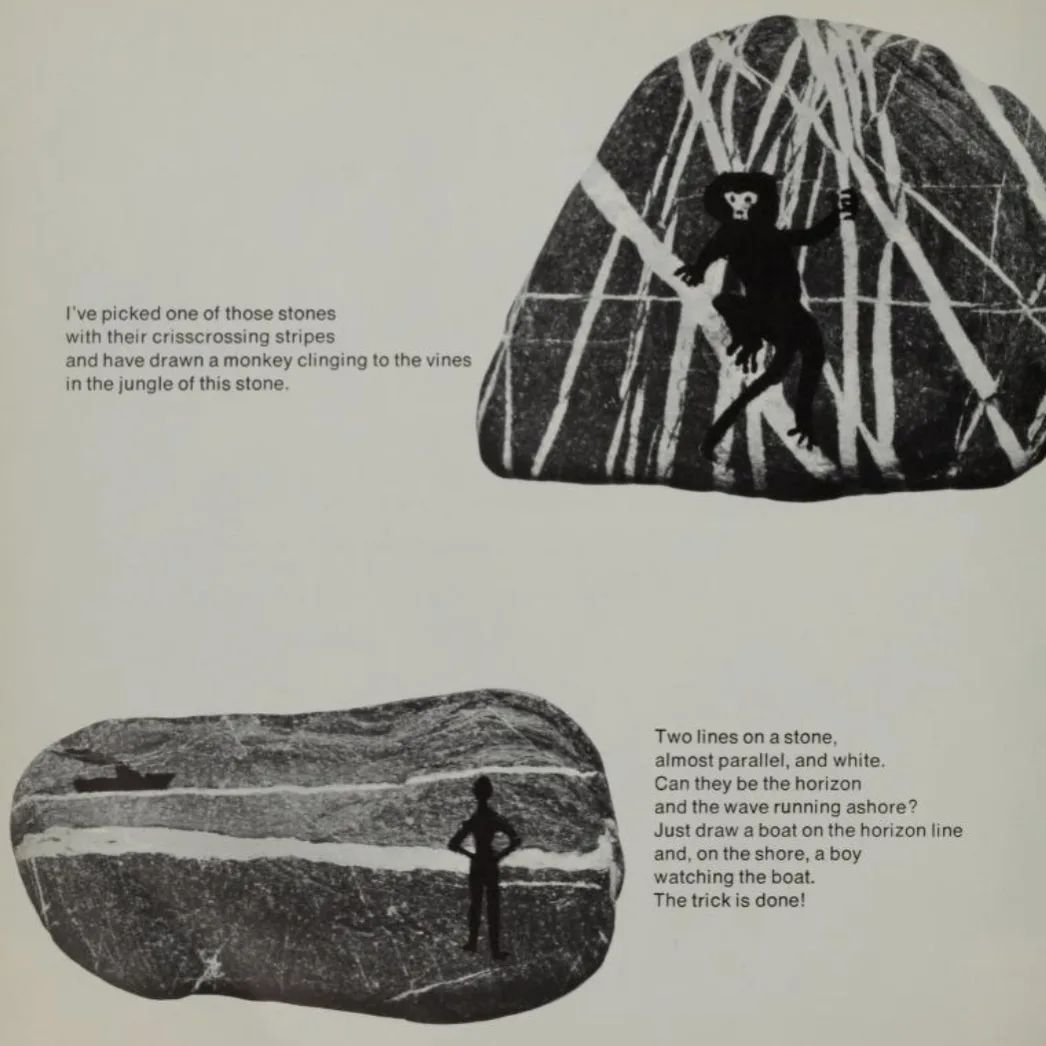 I've picked one of those stones
with their crisscrossing stripes
and have drawn a monkey clinging to the vines
in the jungle of this stone.
Two lines on a stone,
almost parallel, and white.
Can they be the horizon
and the wave running ashore?
Just draw a boat on the horizon line
and, on the shore, a boy
watching the boat.
The trick is done!